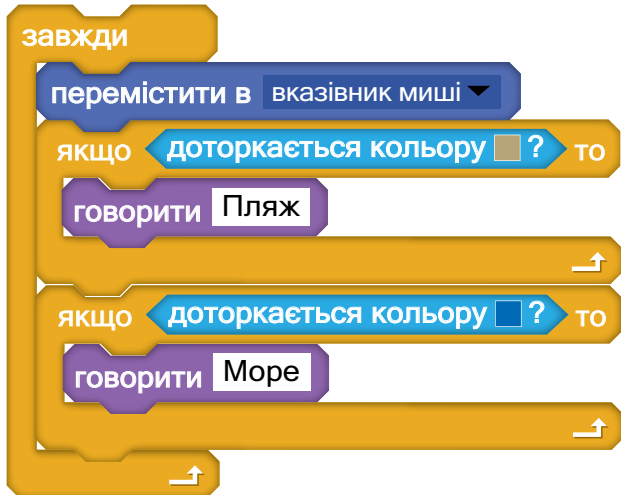 завжди
перемістити в вказівник миші
якщо доторкається кольору ? то
говорити Пляж
якщо доторкається кольору ? то
говорити Море